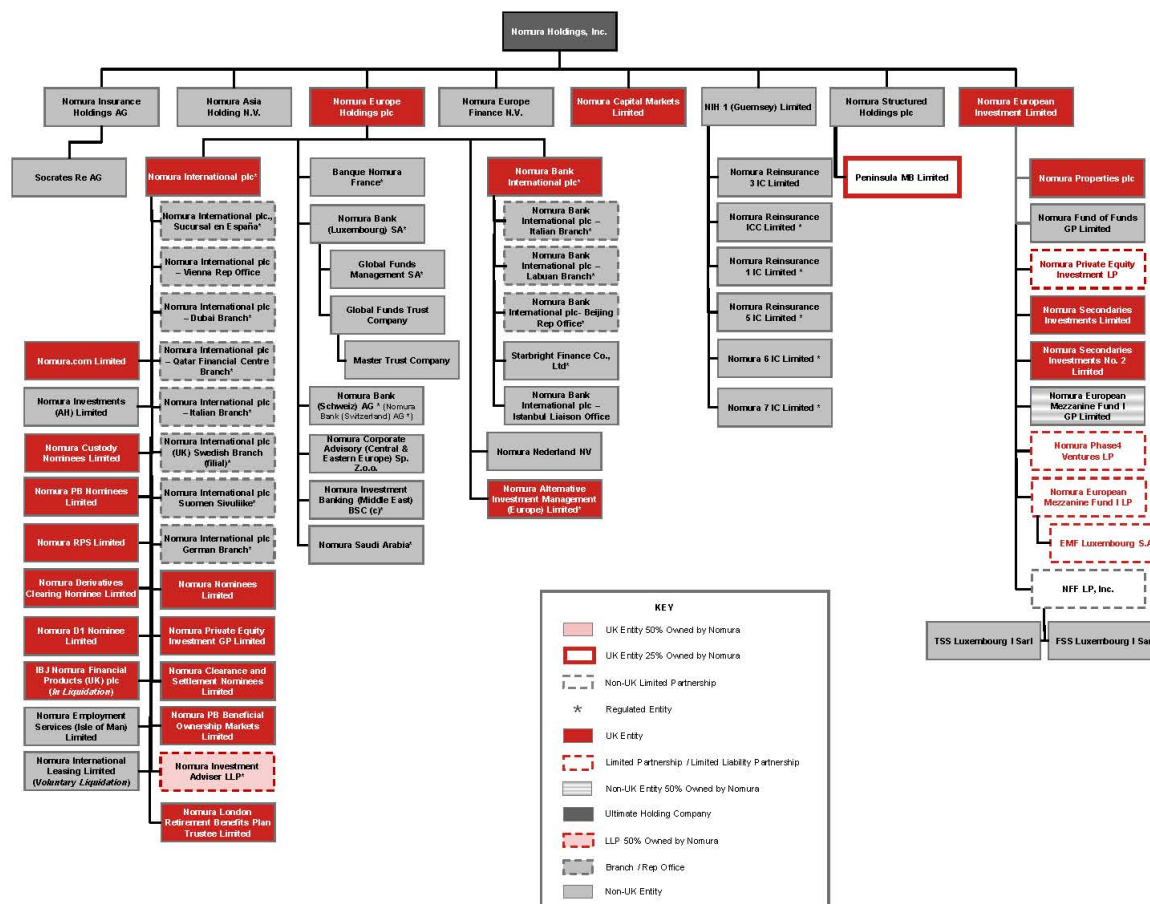 Nomura Holdings, Inc.
Nomura Insurance
Holdings AG
Nomura Asia
Holding N.V.
Nomura Europe
Holdings plc
Nomura Europe
Finance N.V.
Nomura Capital Markets
Limited
NIH 1 (Guernsey) Limited
Nomura Structured
Holdings plc
Nomura European
Investment Limited
Socrates Re AG
Nomura International plc*
Nomura International plc.,
Sucursal en España*
Nomura International plc
– Vienna Rep Office
Nomura International plc
– Dubai Branch*
Nomura International plc
– Qatar Financial Centre
Branch*
Nomura International plc
– Italian Branch*
Nomura International plc
(UK) Swedish Branch
(filial)*
Nomura International plc
Suomen Sivuliike*
Nomura International plc
German Branch*
Nomura Nominees
Limited
Nomura Private Equity
Investment GP Limited
Nomura Clearance and
Settlement Nominees
Limited
Nomura PB Beneficial
Ownership Markets
Limited
Nomura Investment
Adviser LLP*
Nomura London
Retirement Benefits Plan
Trustee Limited
Nomura.com Limited
Nomura Investments
(AH) Limited
Nomura Custody
Nominees Limited
Nomura PB Nominees
Limited
Nomura RPS Limited
Nomura Derivatives
Clearing Nominee Limited
Nomura D1 Nominee
Limited
IBJ Nomura Financial
Products (UK) plc
(In Liquidation)
Nomura Employment
Services (Isle of Man)
Limited
Nomura International
Leasing Limited
(Voluntary Liquidation)
Banque Nomura
France*
Nomura Bank
(Luxembourg) SA*
Global Funds
Management SA*
Global Funds Trust
Company
Master Trust Company
Nomura Bank
(Schweiz) AG * (Nomura
Bank (Switzerland) AG *)
Nomura Corporate
Advisory (Central &
Eastern Europe) Sp.
Z.o.o.
Nomura Investment
Banking (Middle East)
BSC (c)*
Nomura Saudi Arabia*
Nomura Bank
International plc*
Nomura Bank
International plc –
Italian Branch*
Nomura Bank
International plc –
Labuan Branch*
Nomura Bank
International plc- Beijing
Rep Office*
Starbright Finance Co.,
Ltd*
Nomura Bank
International plc –
Istanbul Liaison Office
Nomura Nederland NV
Nomura Alternative
Investment Management
(Europe) Limited*
Nomura Reinsurance
3 IC Limited
Nomura Reinsurance
ICC Limited *
Nomura Reinsurance
1 IC Limited *
Nomura Reinsurance
5 IC Limited *
Nomura 6 IC Limited *
Nomura 7 IC Limited *
Peninsula MB Limited
Nomura Properties plc
Nomura Fund of Funds
GP Limited
Nomura Private Equity
Investment LP
Nomura Secondaries
Investments Limited
Nomura Secondaries
Investments No. 2
Limited
Nomura European
Mezzanine Fund I
GP Limited
Nomura Phase4
Ventures LP
Nomura European
Mezzanine Fund I LP
EMF Luxembourg S.A
NFF LP, Inc.
TSS Luxembourg I Sarl
FSS Luxembourg I Sarl
KEY
UK Entity 50% Owned by Nomura
UK Entity 25% Owned by Nomura
Non-UK Limited Partnership
* Regulated Entity
UK Entity
Limited Partnership / Limited Liability Partnership
Non-UK Entity 50% Owned by Nomura
Ultimate Holding Company
LLP 50% Owned by Nomura
Branch / Rep Office
Non-UK Entity